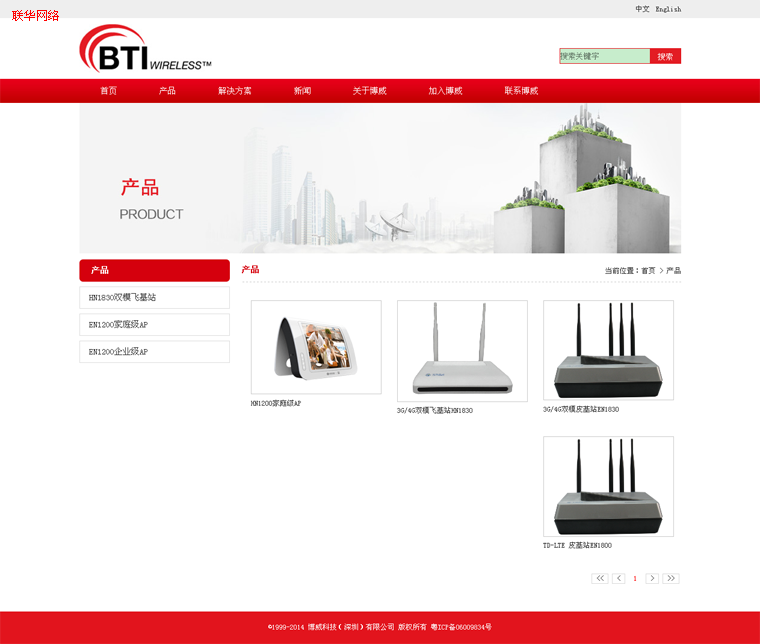 中文 English
联华网络
BTI WIRELESS™
搜索关键字 搜索
首页 产品 解决方案 新闻 关于博威 加入博威 联系博威
产品
PRODUCT
产品
产品 当前位置：首页 > 产品
HN1830双模飞基站
EN1200家庭级AP
EN1200企业级AP
HN1200家庭级AP
3G/4G双模飞基站HN1830
3G/4G双模皮基站EN1830
TD-LTE 皮基站EN1800
<< < 1 > >>
©1999-2014 博威科技(深圳)有限公司 版权所有 粤ICP备06009834号